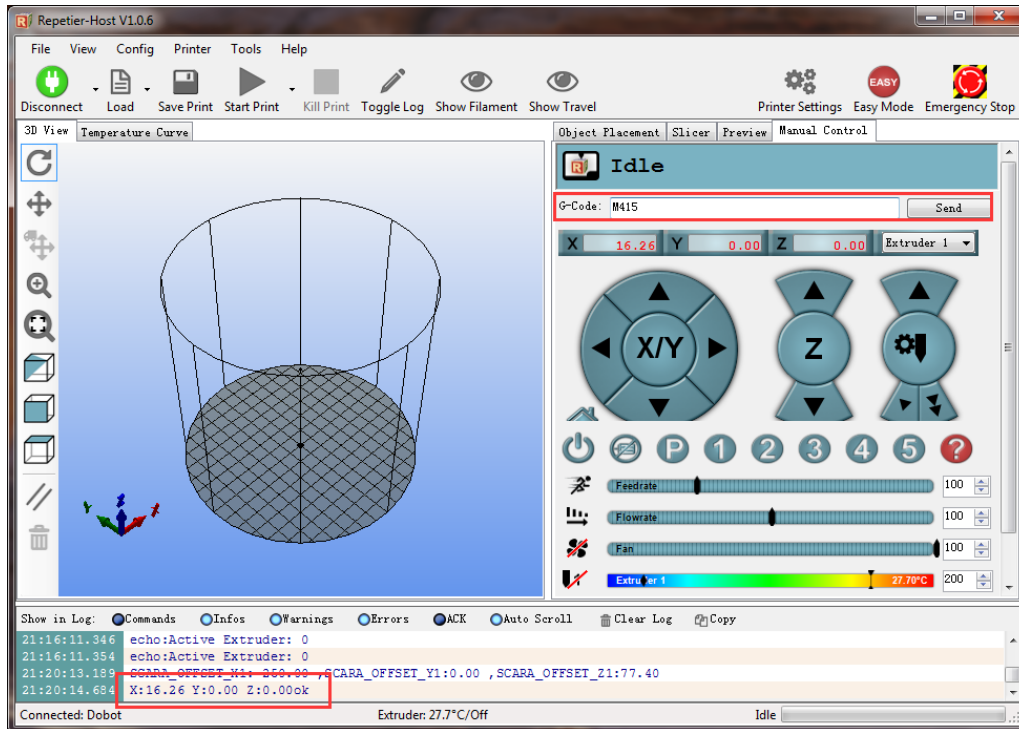 Repetier-Host V1.0.6
File View Config Printer Tools Help
Disconnect Load Save Print Start Print Kill Print Toggle Log Show Filament Show Travel Printer Settings Easy Mode Emergency Stop
EASY
3D View Temperature Curve
Object Placement Slicer Preview Manual Control
Idle
G-Code: M415 Send
X 16.26 Y 0.00 Z 0.00 Extruder 1
X/Y Z
P 1 2 3 4 5 ?
Feedrate 100
Flowrate 100
Fan 100
Extruder 1 27.70°C 200
Y Z X
Show in Log: Commands Infos Warnings Errors ACK Auto Scroll Clear Log Copy
21:16:11.346 echo:Active Extruder: 0
21:16:11.354 echo:Active Extruder: 0
21:20:13.189 ,SCARA_OFFSET_Y1:0.00 ,SCARA_OFFSET_Z1:77.40
21:20:14.684 X:16.26 Y:0.00 Z:0.00ok
Connected: Dobot Extruder: 27.7°C/Off Idle